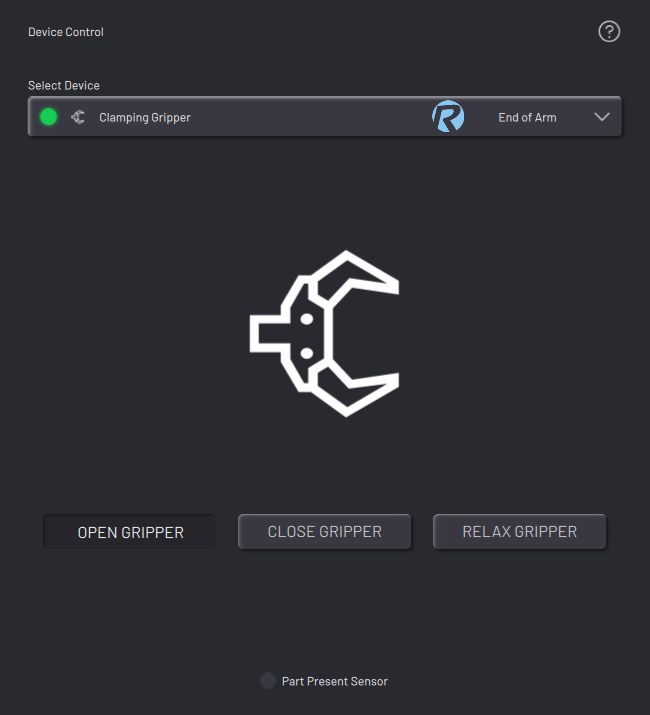 Device Control
Select Device
Clamping Gripper End of Arm
OPEN GRIPPER CLOSE GRIPPER RELAX GRIPPER
Part Present Sensor